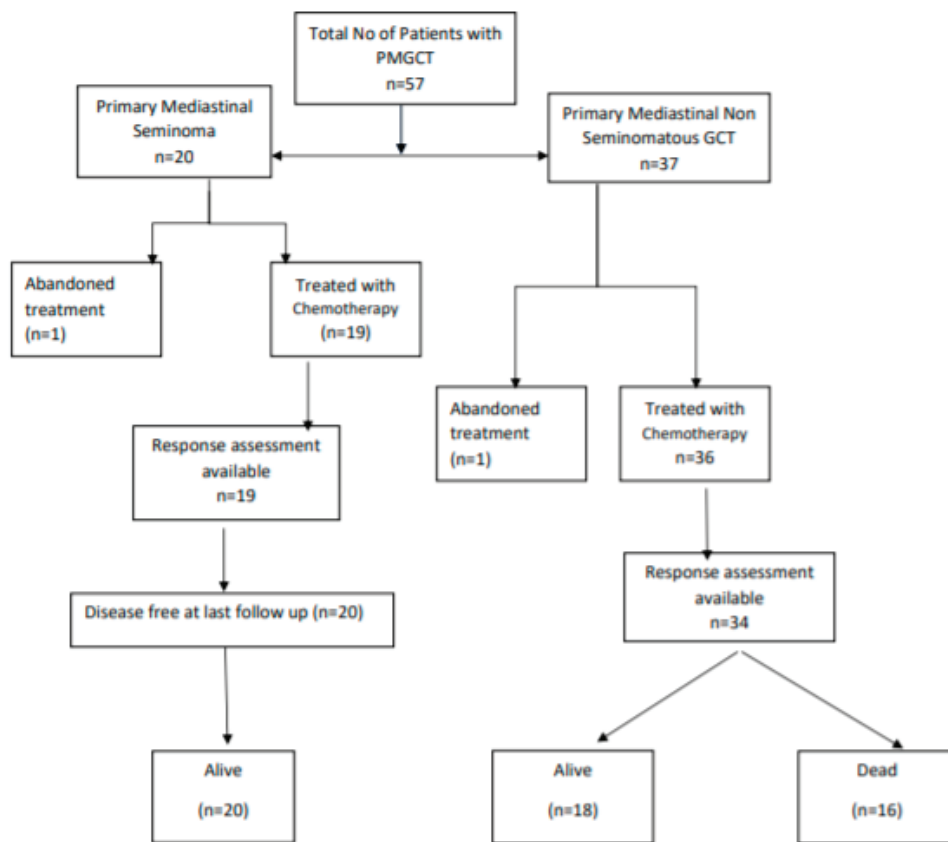 Total No of Patients with
PMGCT
n=57
Primary Mediastinal
Seminoma
n=20
Primary Mediastinal Non
Seminomatous GCT
n=37
Abandoned
treatment
(n=1)
Treated with
Chemotherapy
(n=19)
Abandoned
treatment
(n=1)
Treated with
Chemotherapy
n=36
Response assessment
available
n=19
Response assessment
available
n=34
Disease free at last follow up (n=20)
Alive
(n=20)
Alive
(n=18)
Dead
(n=16)